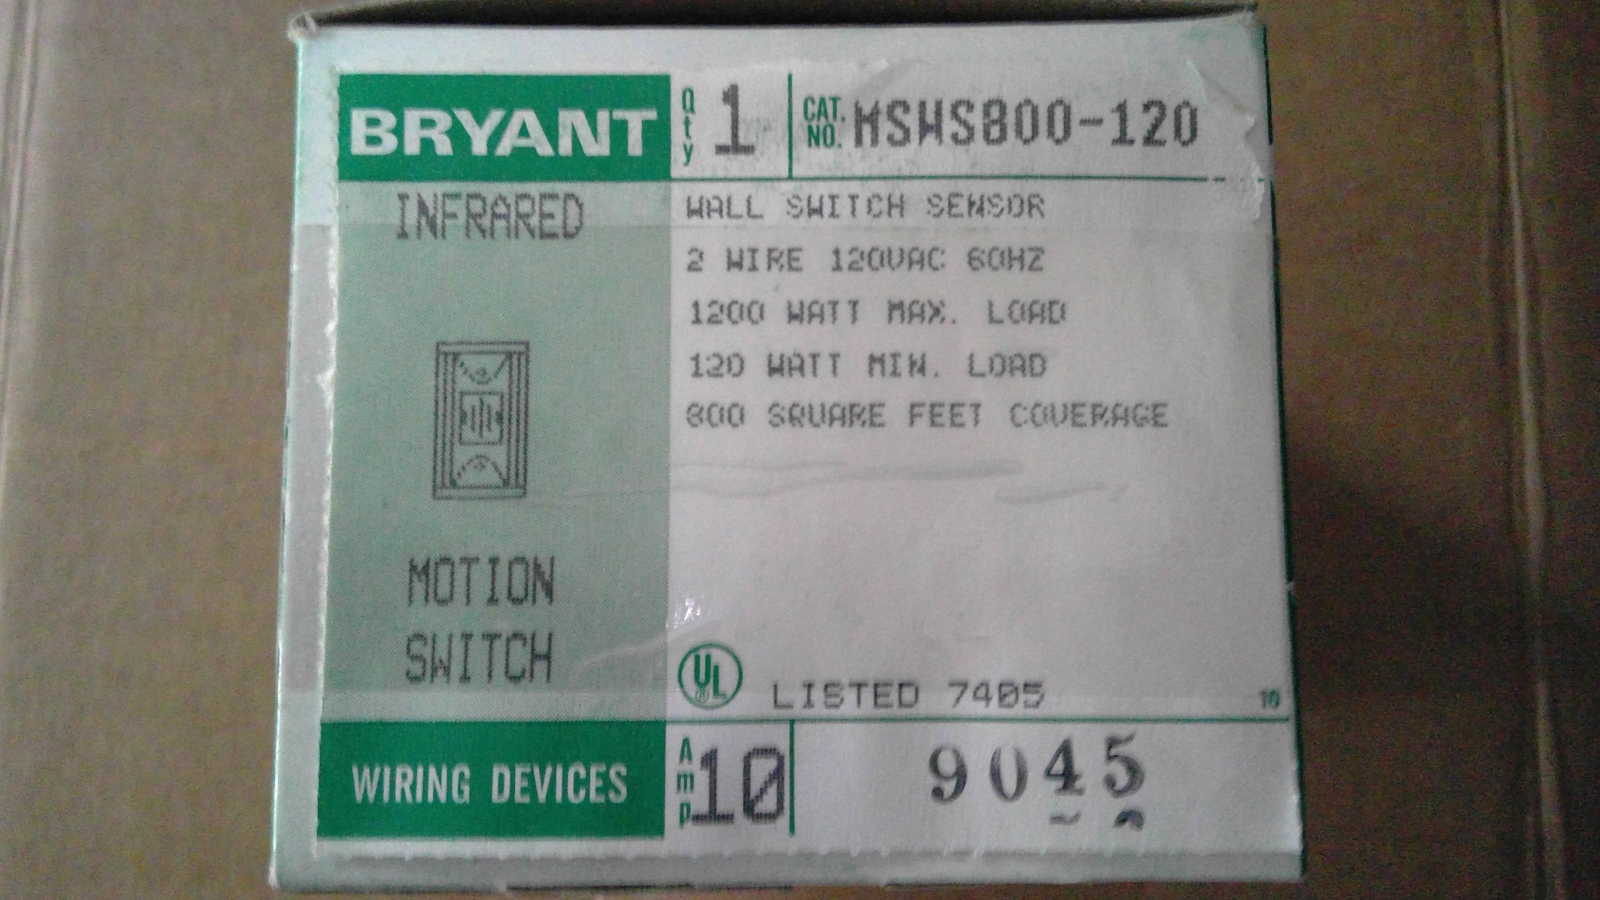 BRYANT
Qty 1
CAT. NO. MSWS800-120
INFRARED
MOTION
SWITCH
WALL SWITCH SENSOR
2 WIRE 120VAC 60HZ
1200 WATT MAX. LOAD
120 WATT MIN. LOAD
800 SQUARE FEET COVERAGE
UL ® LISTED 7405
10
WIRING DEVICES
Amp 10
9045